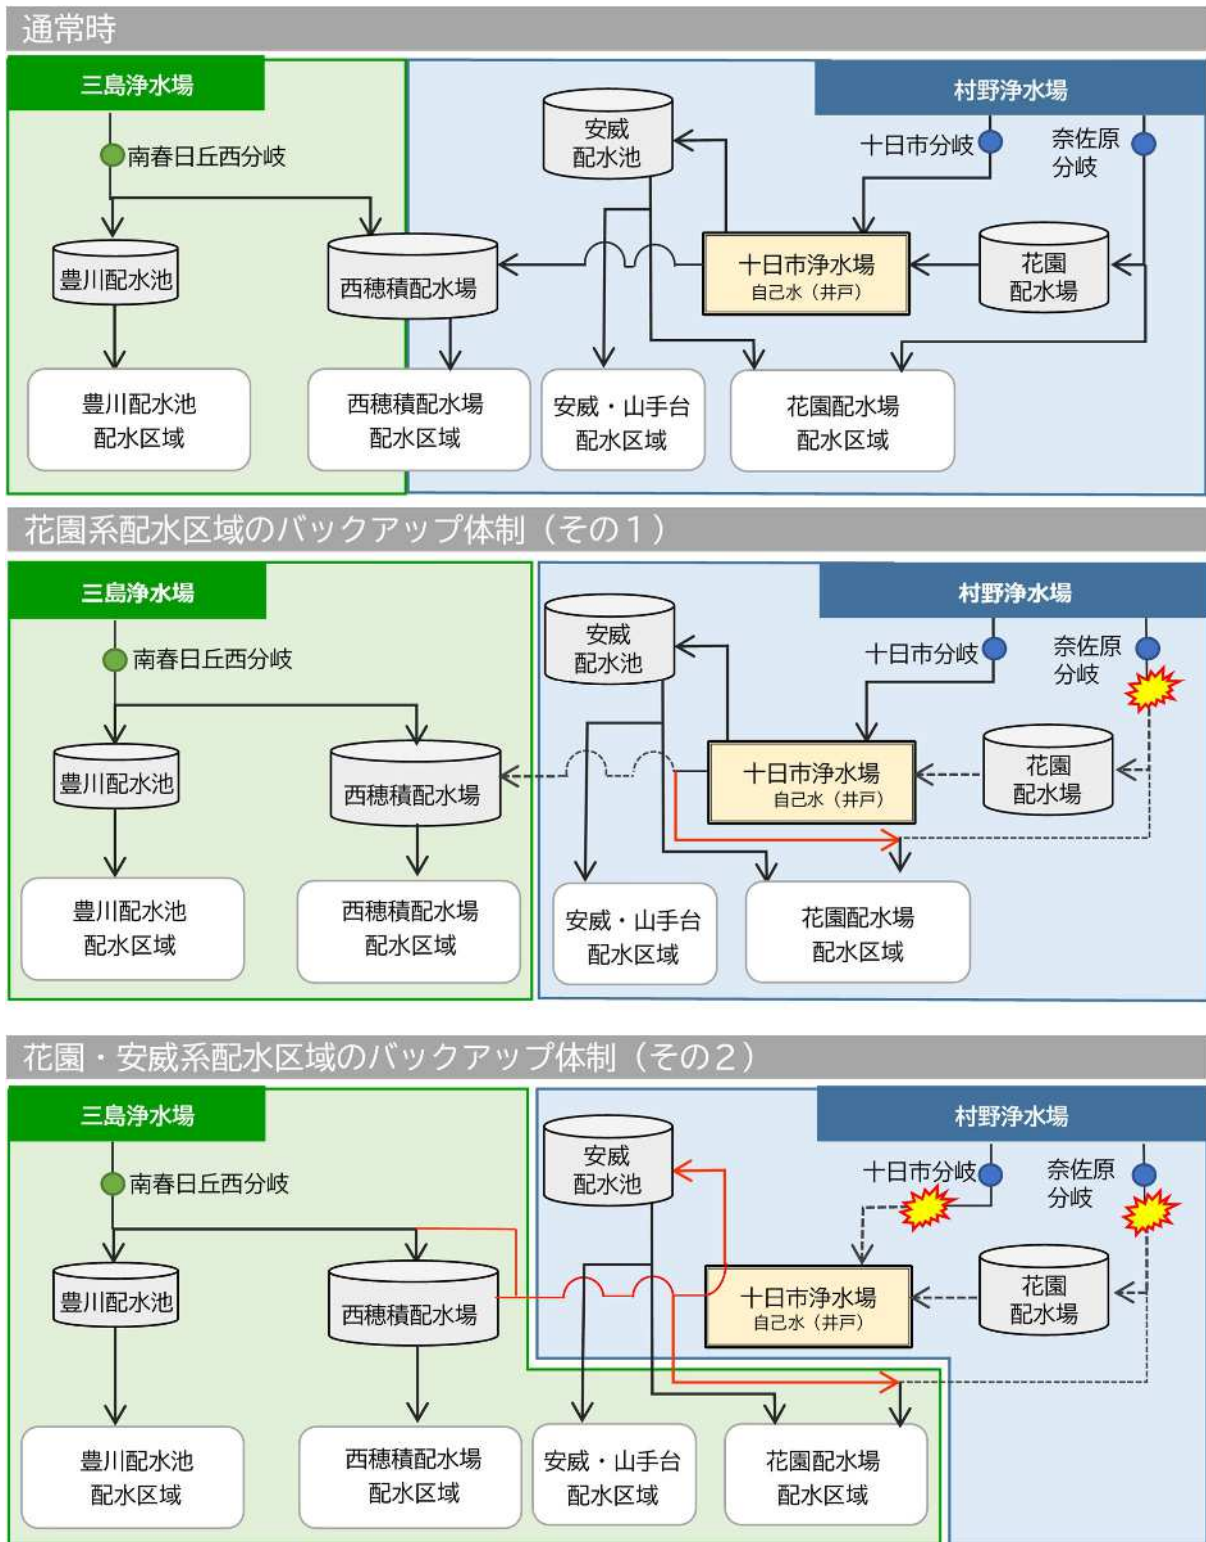 通常時
三島浄水場
村野浄水場
安威
配水池
南春日丘西分岐
十日市分岐
奈佐原
分岐
豊川配水池
西穂積配水場
十日市浄水場
自己水（井戸）
花園
配水場
豊川配水池
配水区域
西穂積配水場
配水区域
安威・山手台
配水区域
花園配水場
配水区域
花園系配水区域のバックアップ体制（その１）
三島浄水場
村野浄水場
安威
配水池
南春日丘西分岐
十日市分岐
奈佐原
分岐
豊川配水池
西穂積配水場
十日市浄水場
自己水（井戸）
花園
配水場
豊川配水池
配水区域
西穂積配水場
配水区域
安威・山手台
配水区域
花園配水場
配水区域
花園・安威系配水区域のバックアップ体制（その２）
三島浄水場
村野浄水場
安威
配水池
南春日丘西分岐
十日市分岐
奈佐原
分岐
豊川配水池
西穂積配水場
十日市浄水場
自己水（井戸）
花園
配水場
豊川配水池
配水区域
西穂積配水場
配水区域
安威・山手台
配水区域
花園配水場
配水区域